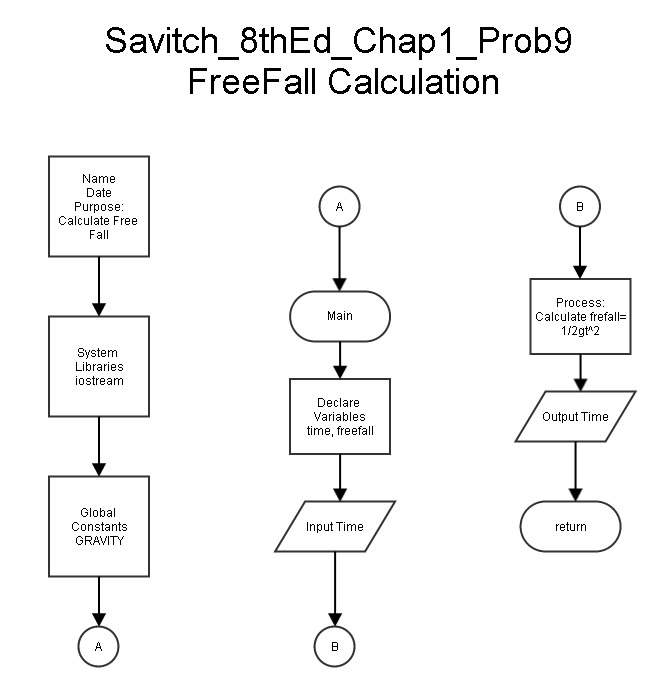 Savitch_8thEd_Chap1_Prob9
FreeFall Calculation
Name
Date
Purpose:
Calculate Free
Fall
System
Libraries
iostream
Global
Constants
GRAVITY
A
A
Main
Declare
Variables
time, freefall
Input Time
B
B
Process:
Calculate frefall=
1/2gt^2
Output Time
return